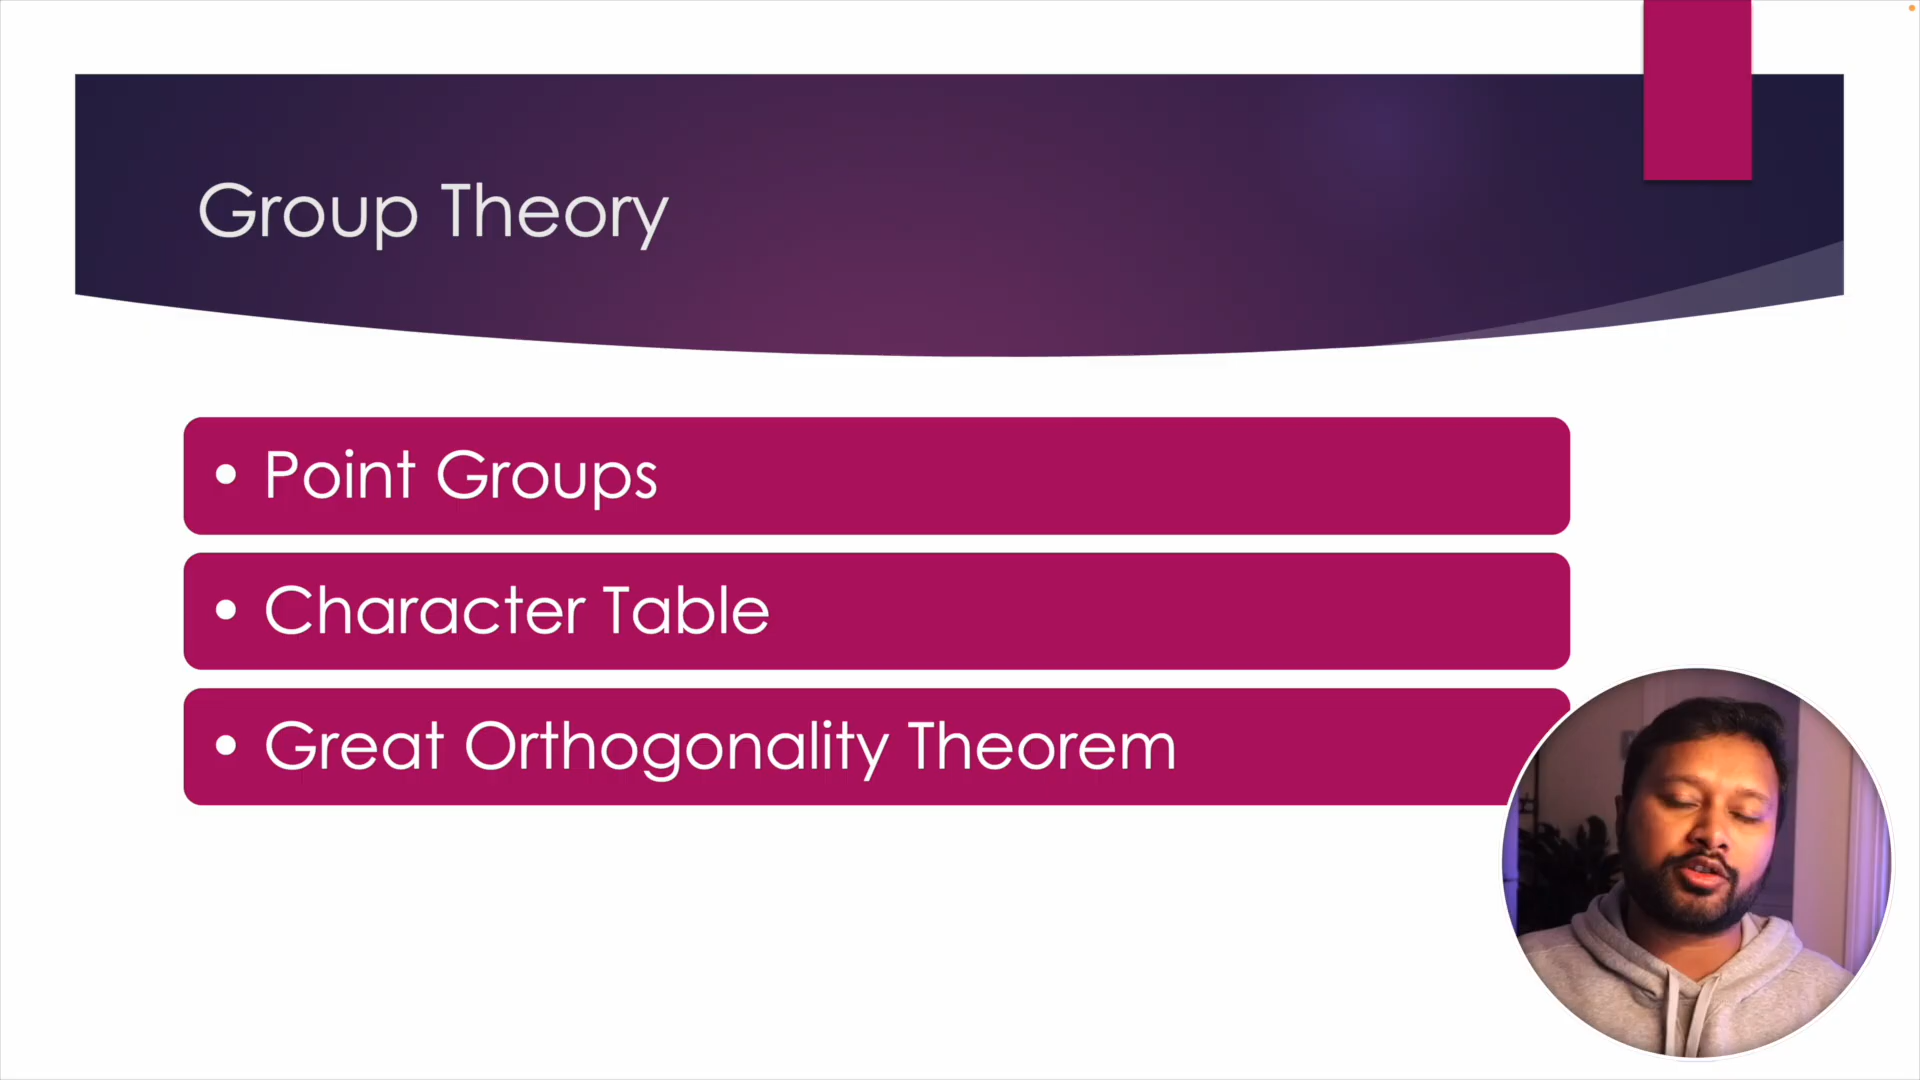 Group Theory
• Point Groups
• Character Table
• Great Orthogonality Theorem